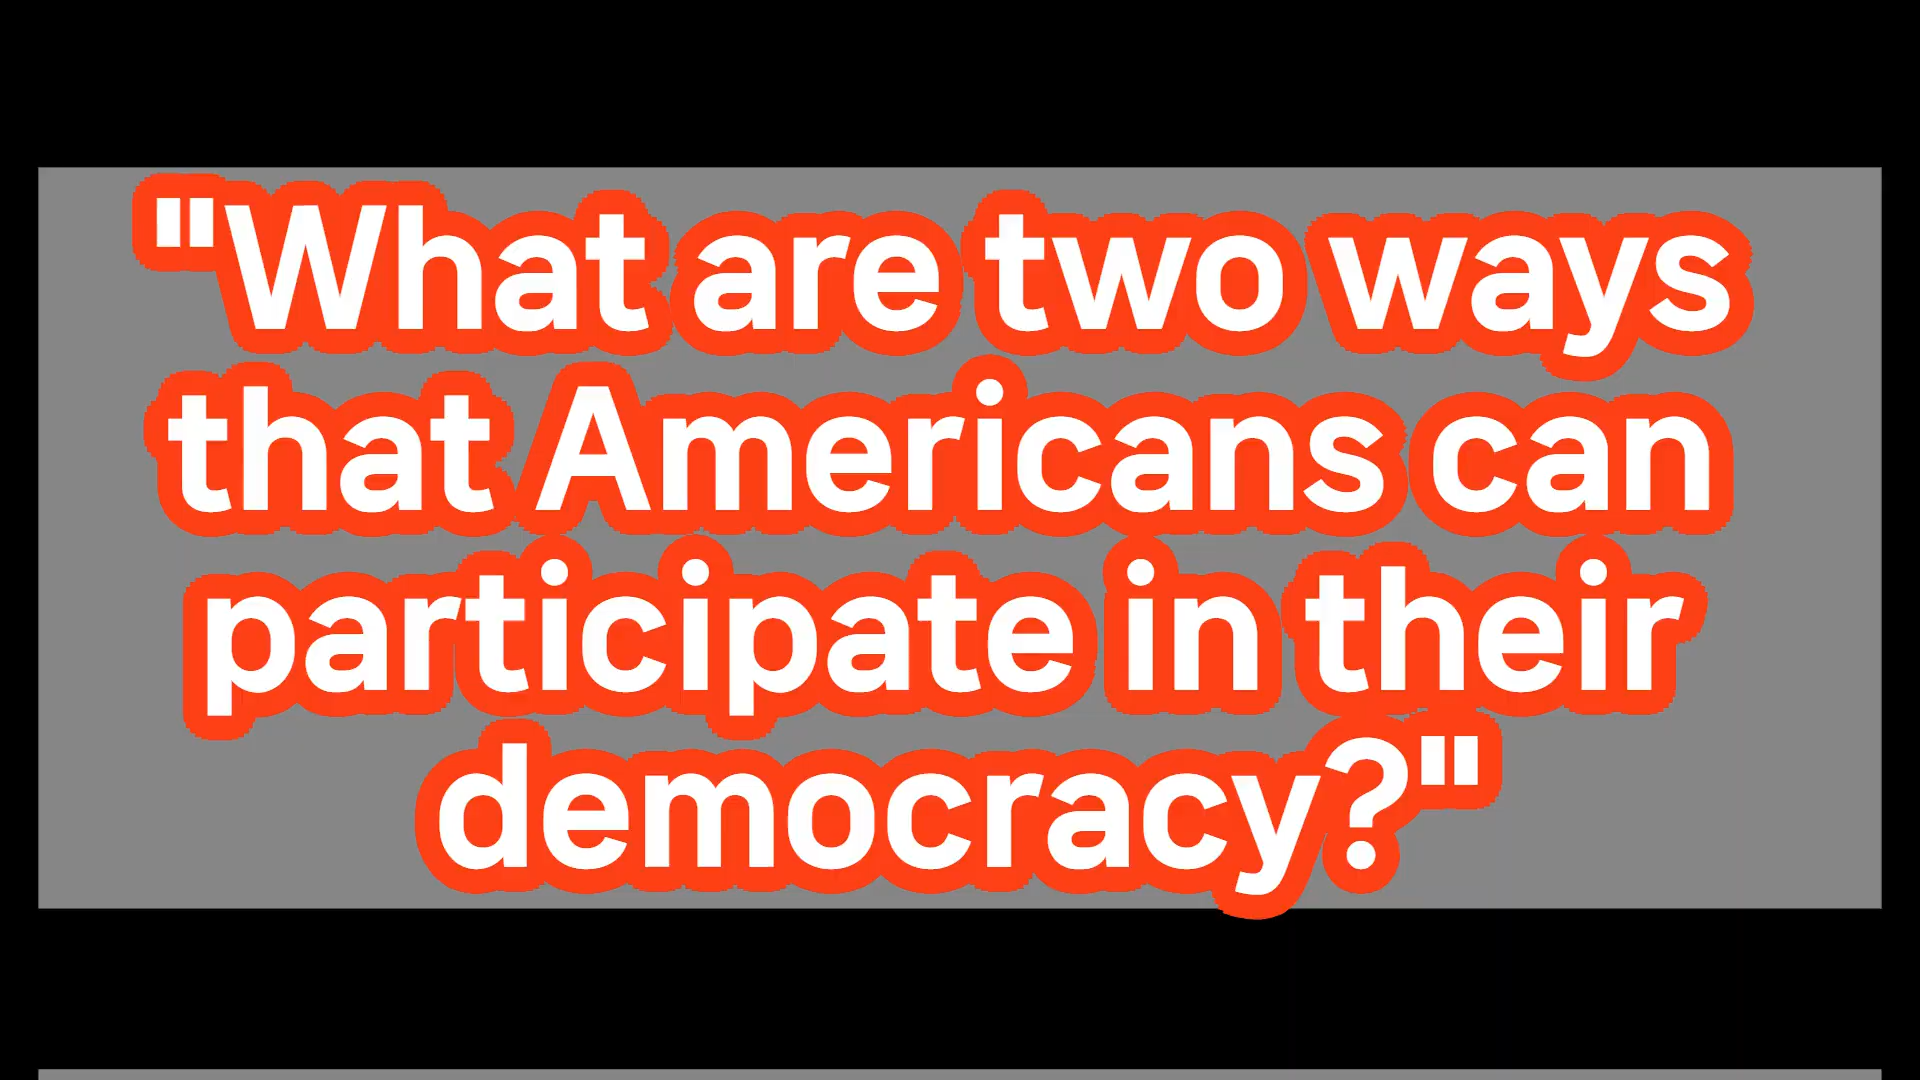 "What are two ways
that Americans can
participate in their
democracy?"